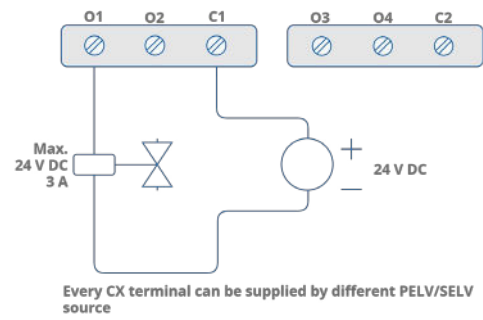 O1 O2 C1 O3 O4 C2
Max.
24 V DC
3 A
+
24 V DC
—
Every CX terminal can be supplied by different PELV/SELV
source